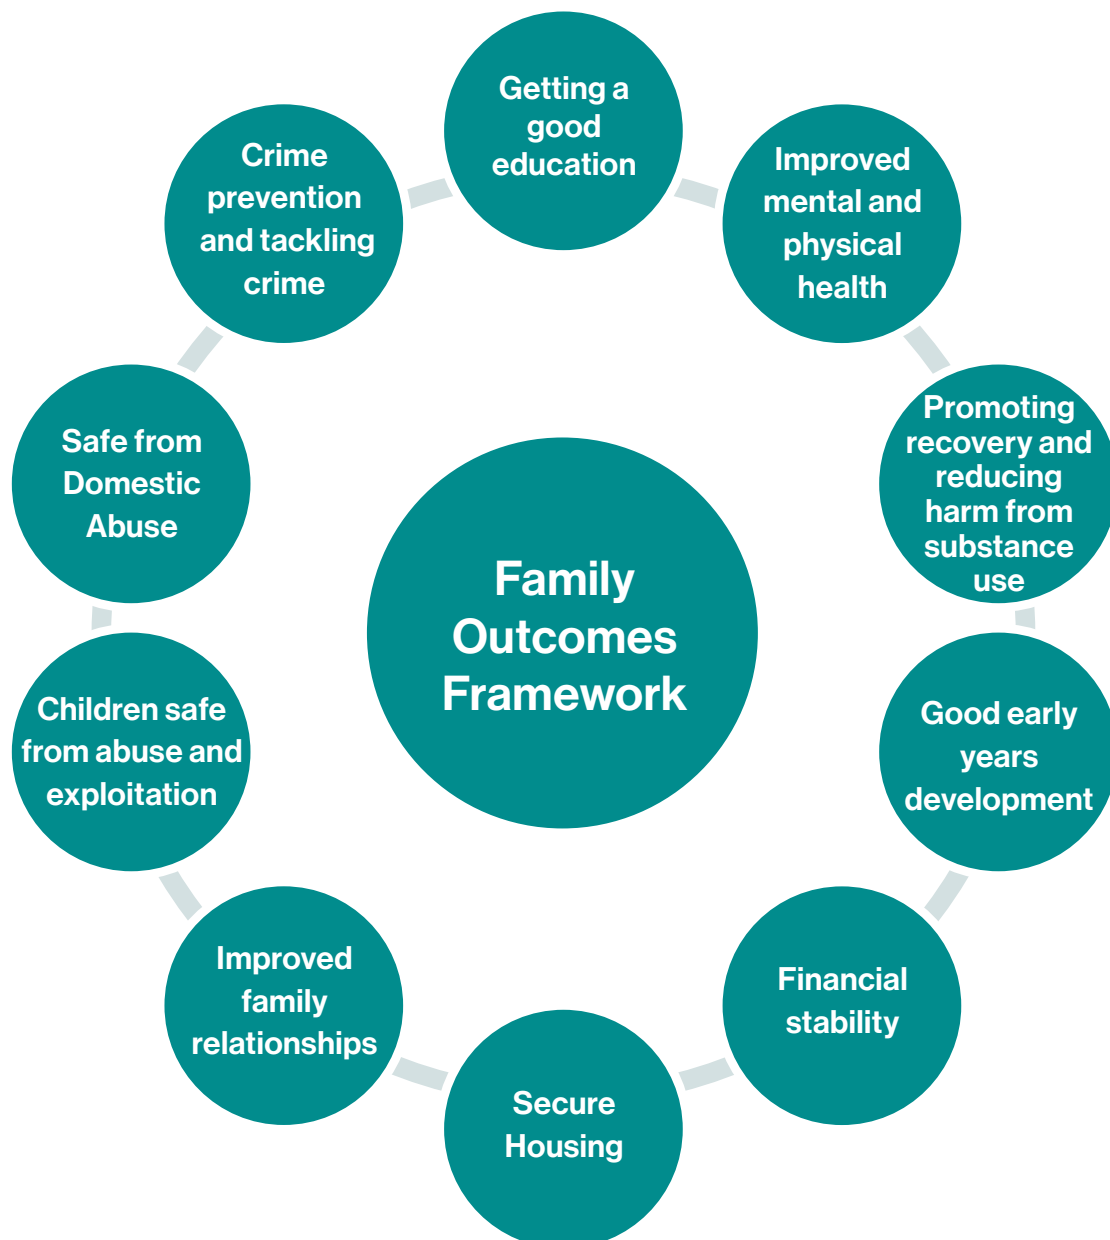 Getting a
good
education
Improved
mental and
physical
health
Promoting
recovery and
reducing
harm from
substance
use
Good early
years
development
Financial
stability
Secure
Housing
Improved
family
relationships
Children safe
from abuse and
exploitation
Safe from
Domestic
Abuse
Crime
prevention
and tackling
crime
Family
Outcomes
Framework